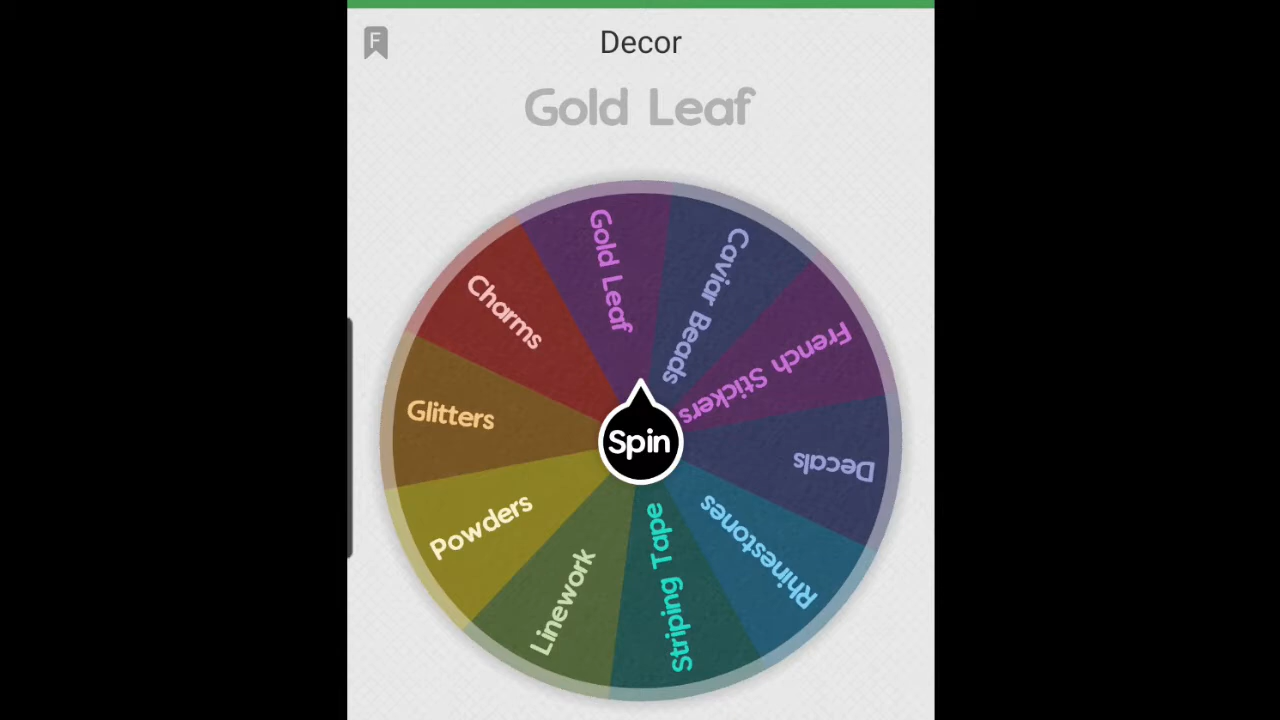 F
Decor
Gold Leaf
Gold Leaf
Caviar Beads
French Stickers
Decals
Rhinestones
Striping Tape
Linework
Powders
Glitters
Charms
Spin